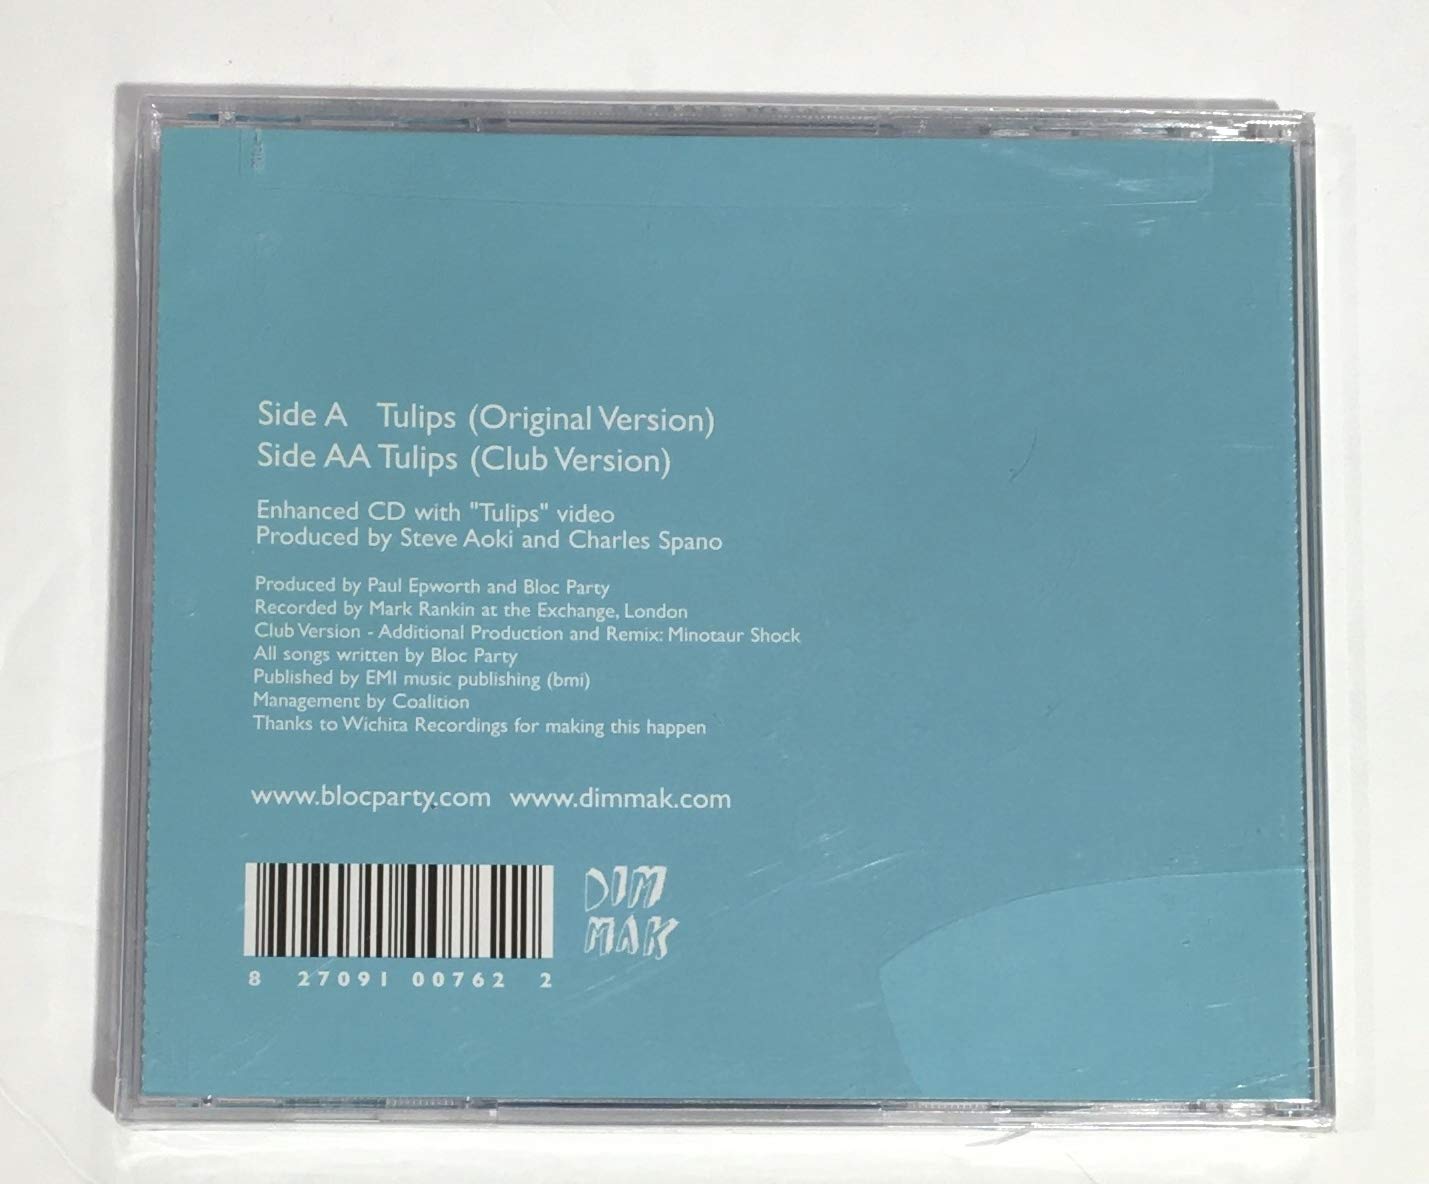 Side A Tulips (Original Version)
Side AA Tulips (Club Version)
Enhanced CD with "Tulips" video
Produced by Steve Aoki and Charles Spano
Produced by Paul Epworth and Bloc Party
Recorded by Mark Rankin at the Exchange, London
Club Version - Additional Production and Remix: Minotaur Shock
All songs written by Bloc Party
Published by EMI music publishing (bmi)
Management by Coalition
Thanks to Wichita Recordings for making this happen
www.blocparty.com www.dimmak.com
DIM
MAK
8 27091 00762 2